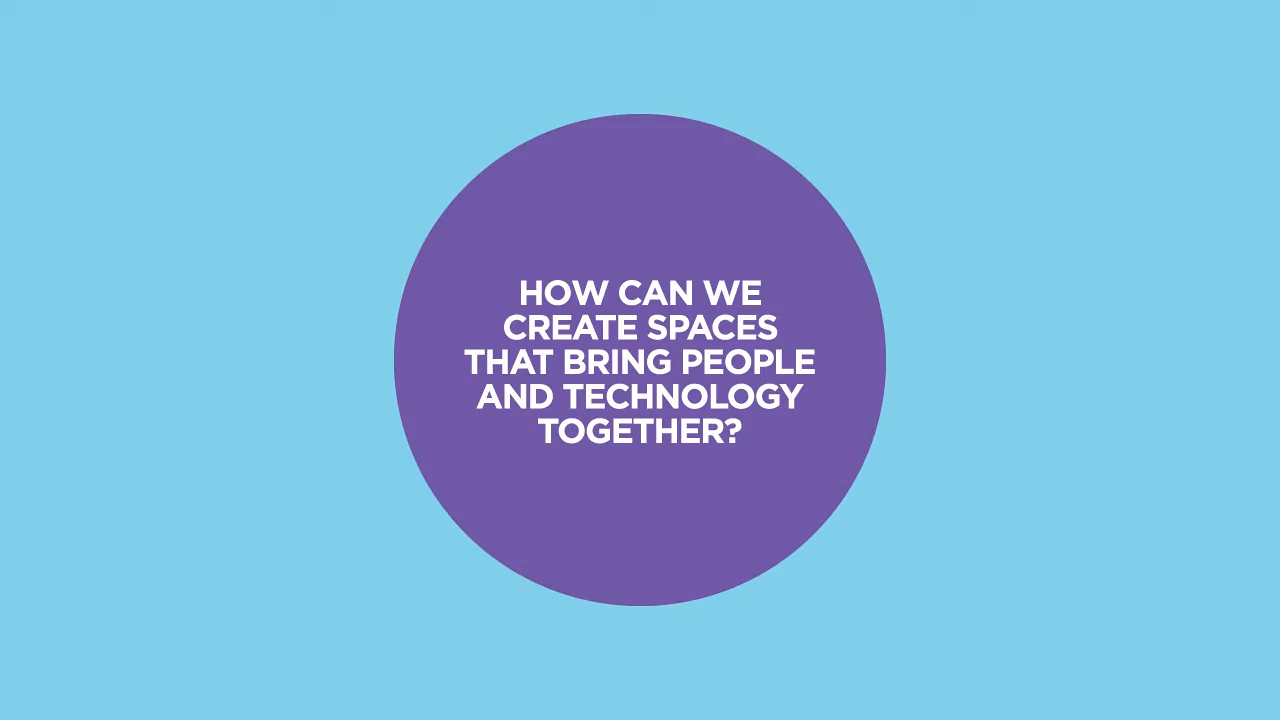 HOW CAN WE
CREATE SPACES
THAT BRING PEOPLE
AND TECHNOLOGY
TOGETHER?